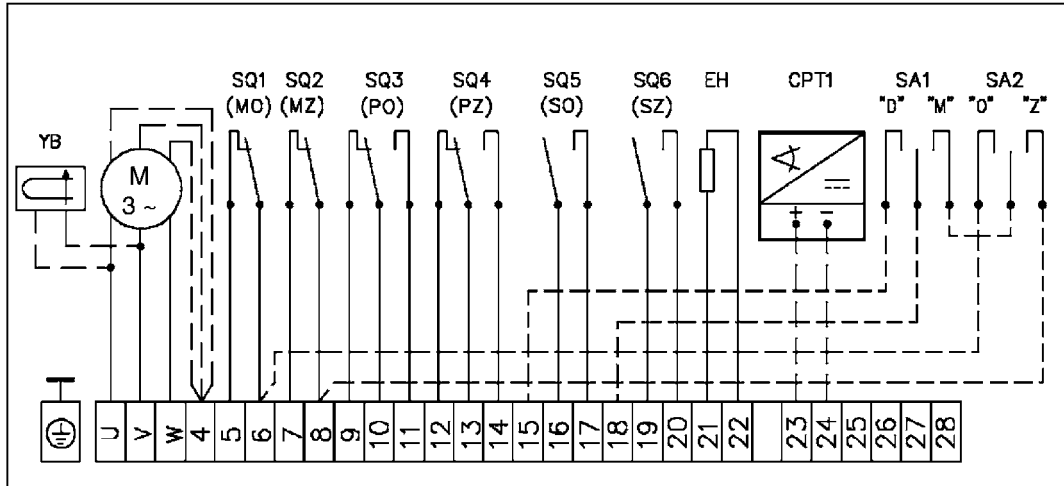 SQ1 SQ2 SQ3 SQ4 SQ5 SQ6 EH CPT1 SA1 SA2
(MO) (MZ) (PO) (PZ) (SO) (SZ) "D" "M" "O" "Z"
YB
M
3 ~
+ -
U V W 4 5 6 7 8 9 10 11 12 13 14 15 16 17 18 19 20 21 22 23 24 25 26 27 28